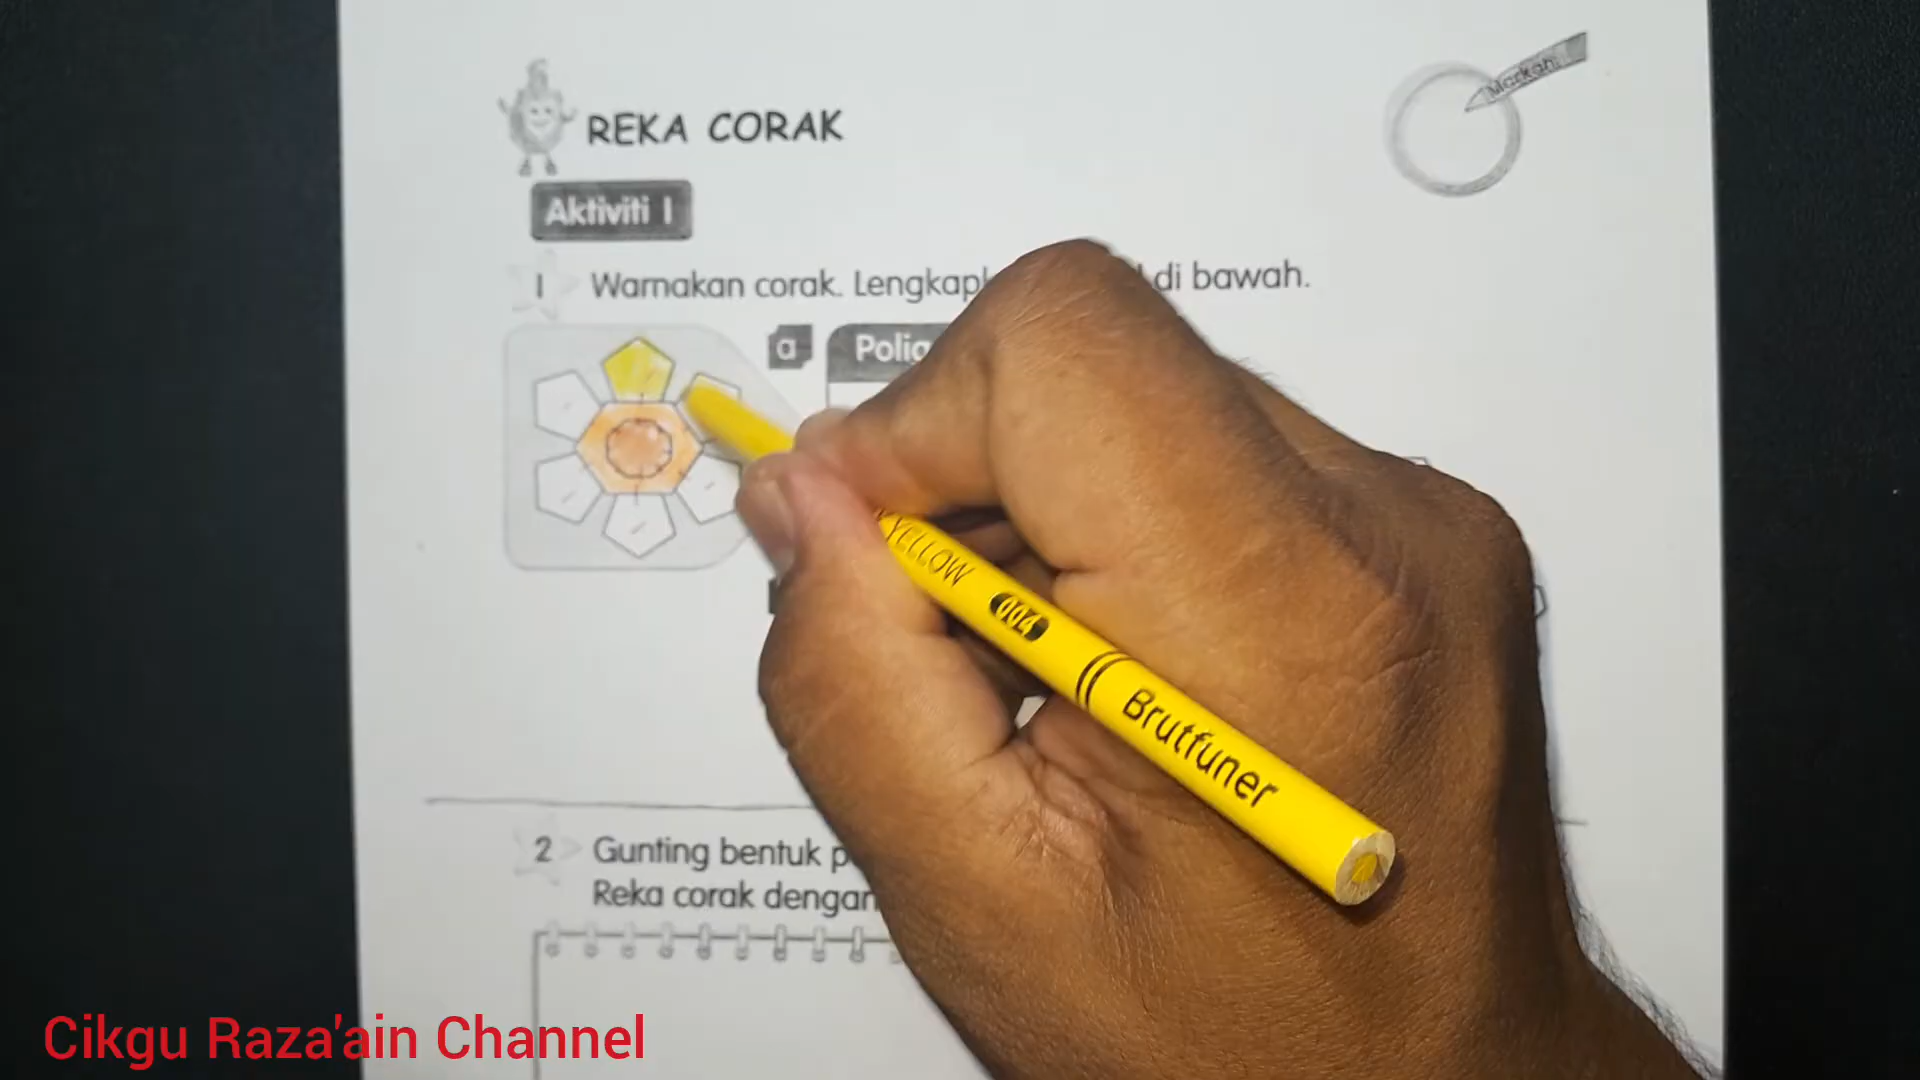 Markah
REKA CORAK
Aktiviti 1
1 Warnakan corak. Lengkapk di bawah.
a Polig
YELLOW 004 Brutfuner
2 Gunting bentuk p
Reka corak dengan
Cikgu Raza'ain Channel